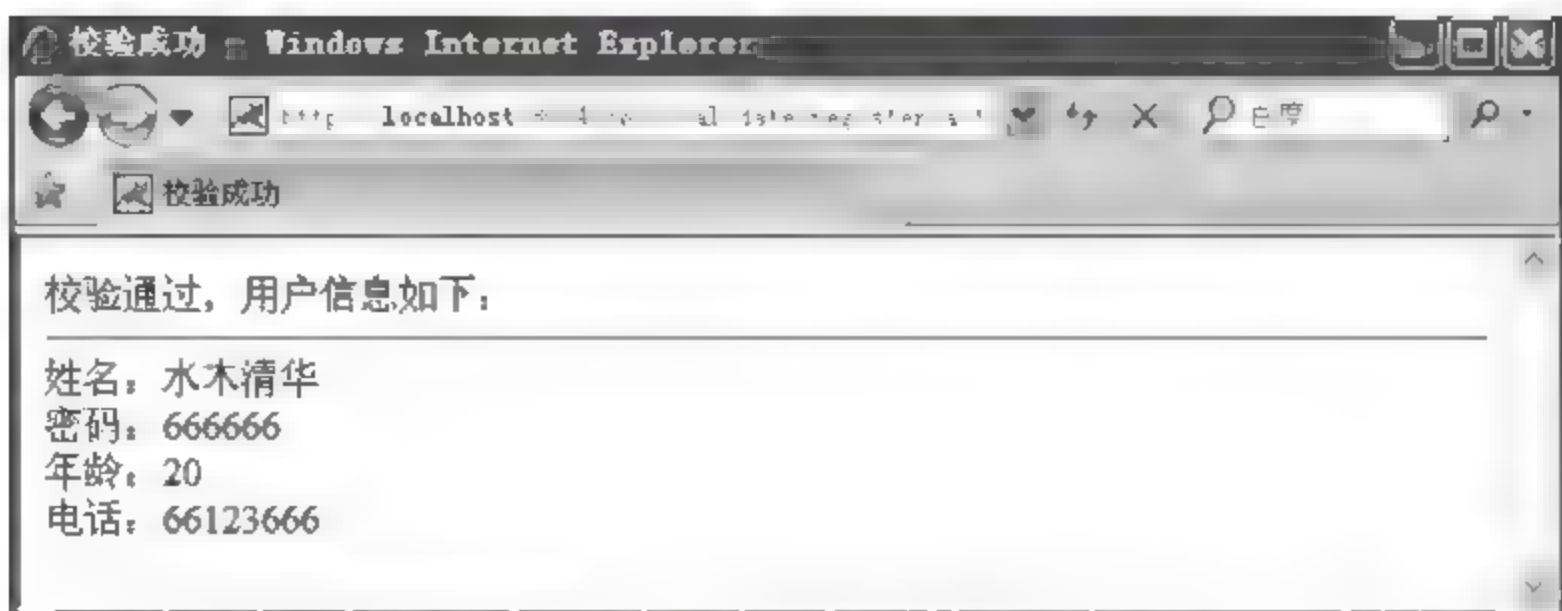 校验成功 - Windows Internet Explorer
localhost
校验成功
校验通过，用户信息如下：
姓名：水木清华
密码：666666
年龄：20
电话：66123666